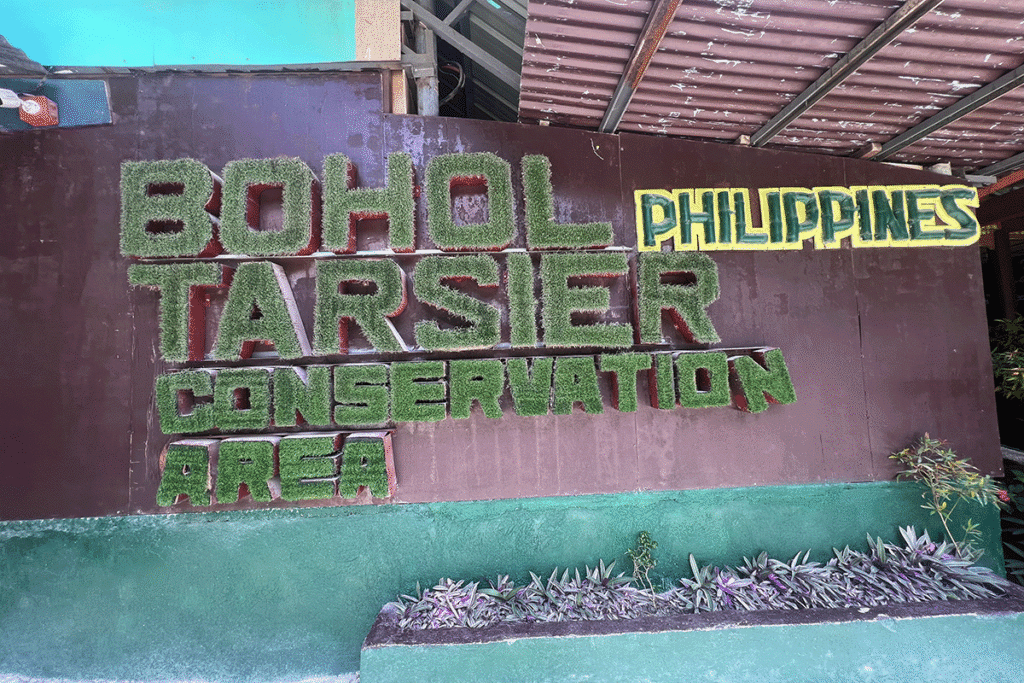 BOHOL
PHILIPPINES
TARSIER
CONSERVATION
AREA